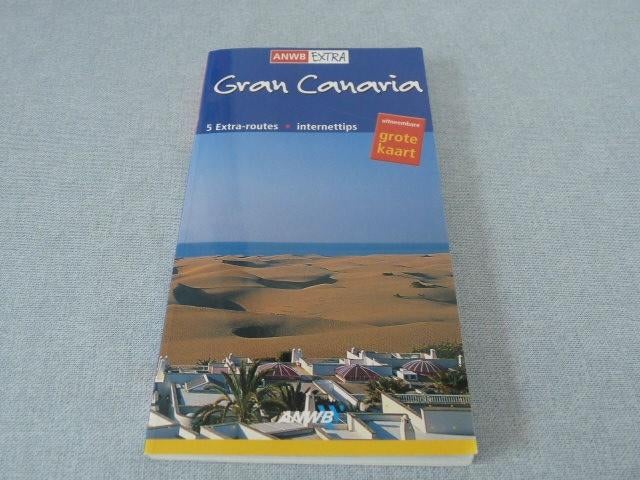 ANWB EXTRA
Gran Canaria
5 Extra-routes • internettips
uitneembare
grote
kaart
ANWB